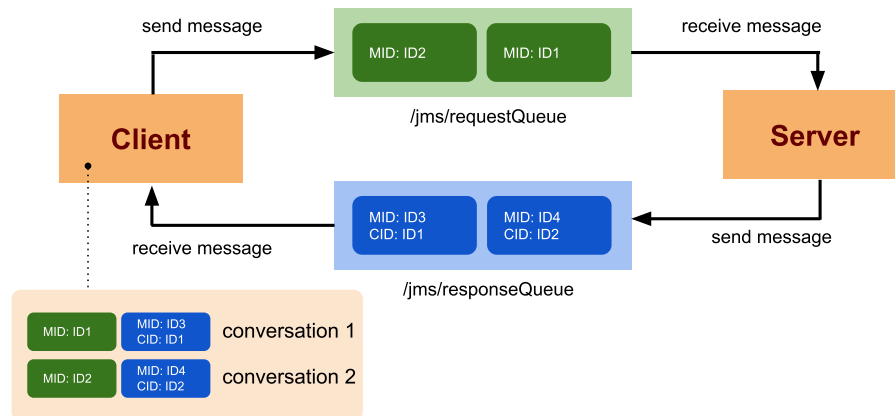 send message
receive message
MID: ID2
MID: ID1
/jms/requestQueue
Client
Server
MID: ID3
CID: ID1
MID: ID4
CID: ID2
receive message
send message
/jms/responseQueue
MID: ID1
MID: ID3
CID: ID1
conversation 1
MID: ID2
MID: ID4
CID: ID2
conversation 2